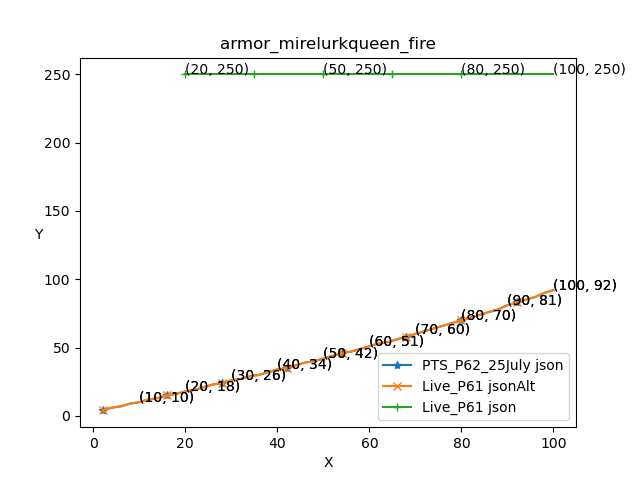 armor_mirelurkqueen_fire
250
200
150
100
50
0
Y
(20, 250)
(50, 250)
(80, 250)
(100, 250)
(10, 10)
(20, 18)
(30, 26)
(40, 34)
(50, 42)
(60, 51)
(70, 60)
(80, 70)
(90, 81)
(100, 92)
PTS_P62_25July json
Live_P61 jsonAlt
Live_P61 json
0 20 40 60 80 100
X